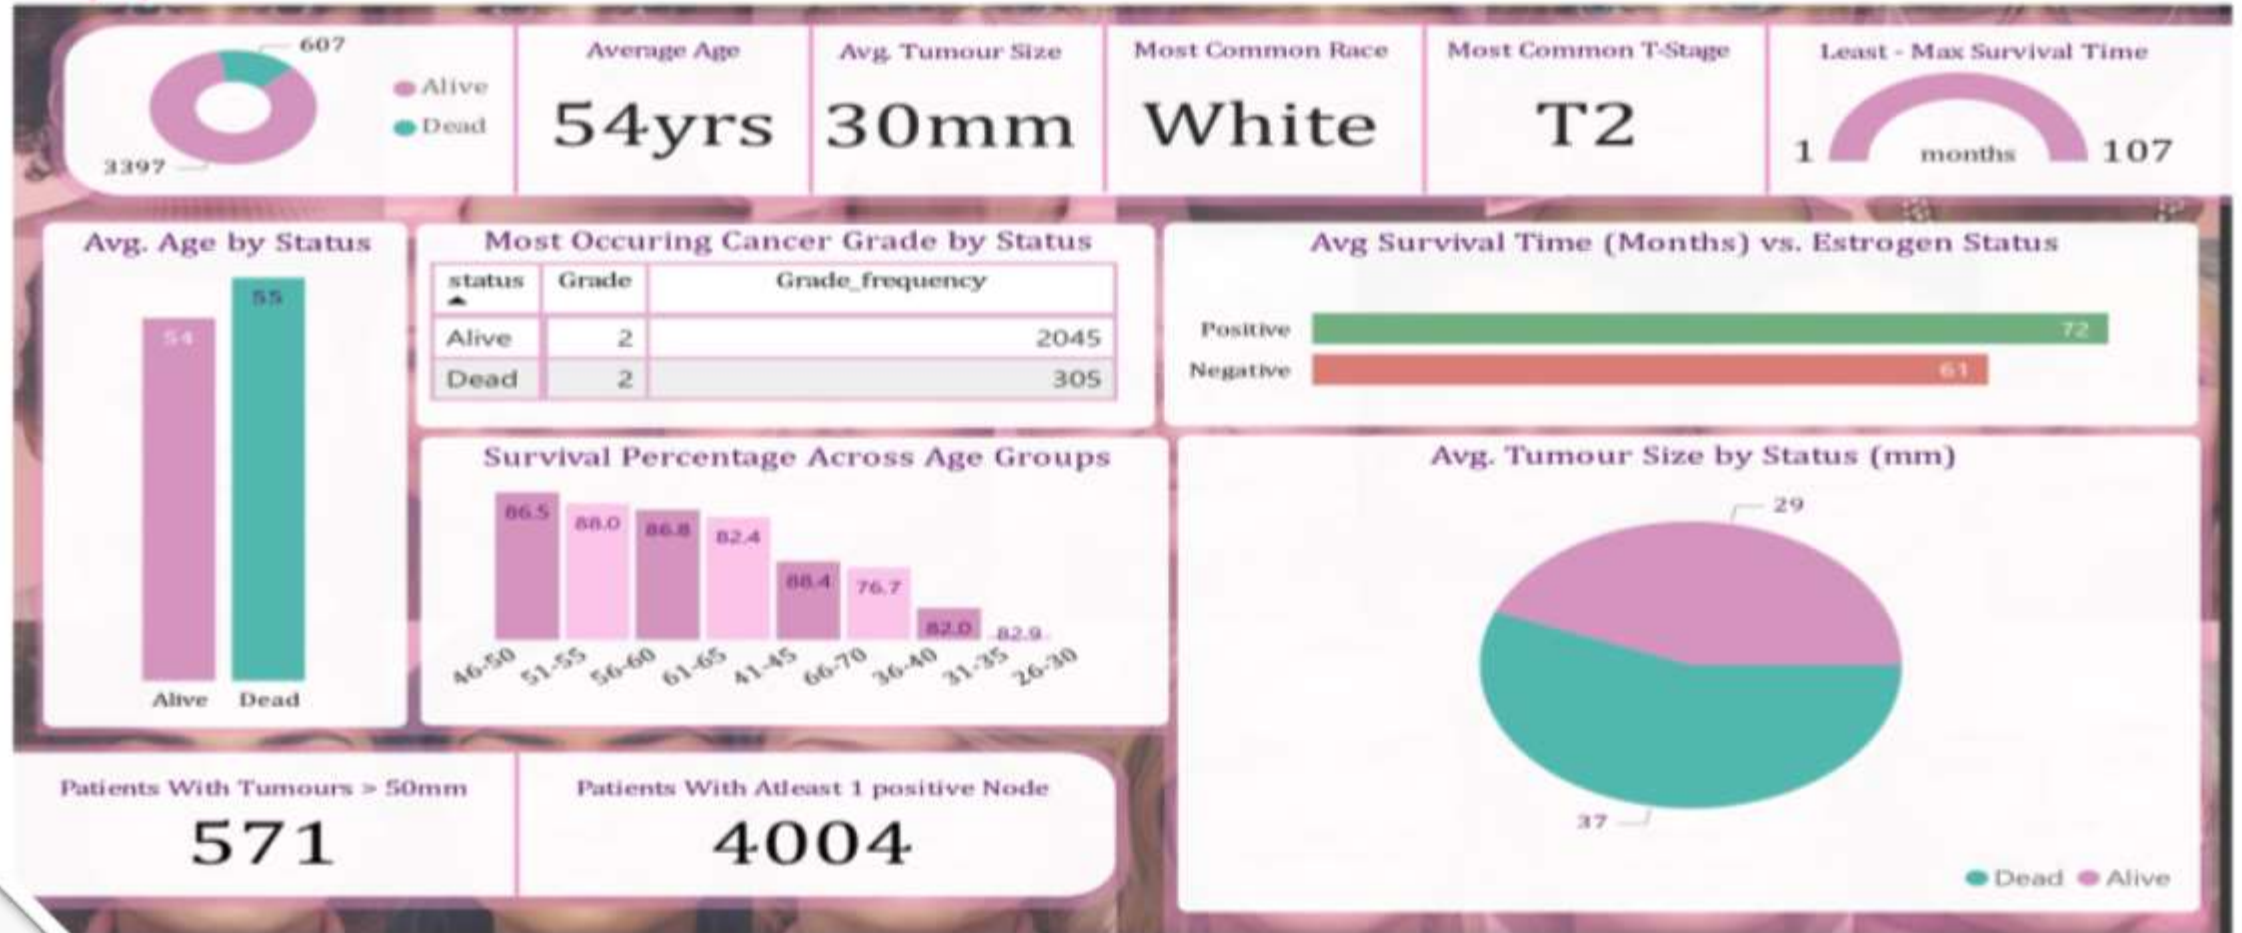 607
Alive
Dead
3397
Average Age
54yrs
Avg. Tumour Size
30mm
Most Common Race
White
Most Common T-Stage
T2
Least - Max Survival Time
1
months
107
Avg. Age by Status
54
55
Alive
Dead
Most Occuring Cancer Grade by Status
status Grade Grade_frequency
Alive 2 2045
Dead 2 305
Avg Survival Time (Months) vs. Estrogen Status
Positive 72
Negative 61
Survival Percentage Across Age Groups
86.5 88.0 86.8 82.4 88.4 76.7 82.0 82.9
46-50 51-55 56-60 61-65 41-45 66-70 36-40 31-35 26-30
Avg. Tumour Size by Status (mm)
29
37
Dead Alive
Patients With Tumours > 50mm
571
Patients With Atleast 1 positive Node
4004